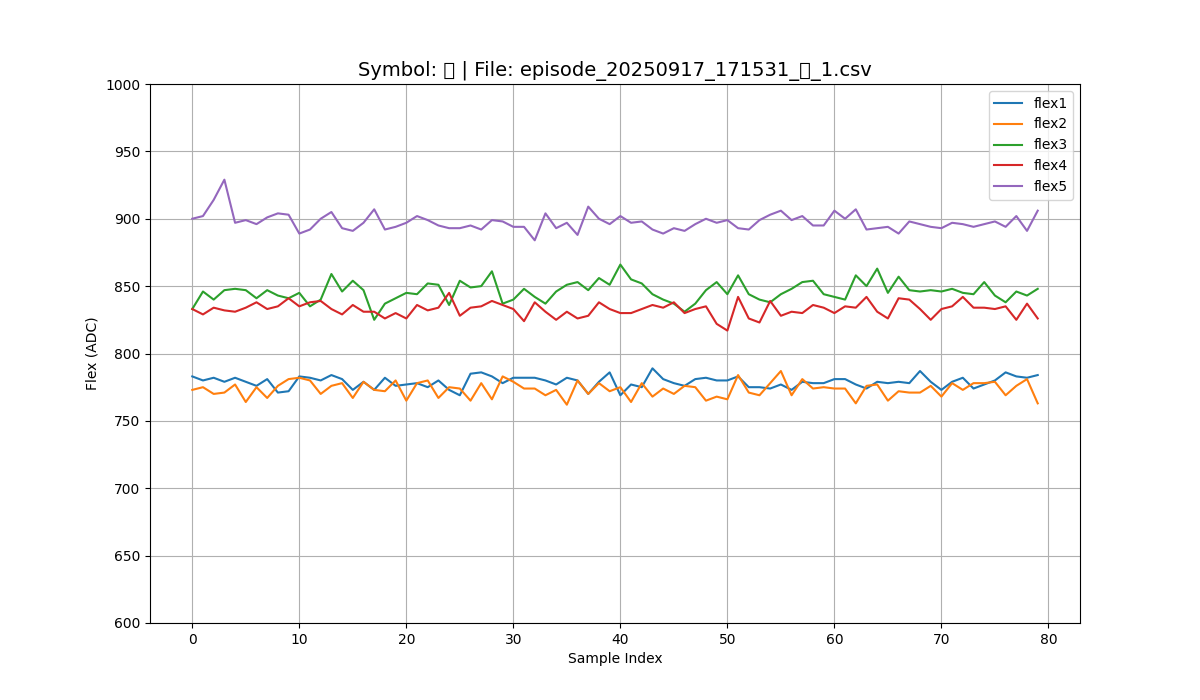 Symbol: | File: episode_20250917_171531_ _1.csv
1000
950
900
850
800
750
700
650
600
Flex (ADC)
flex1
flex2
flex3
flex4
flex5
0 10 20 30 40 50 60 70 80
Sample Index